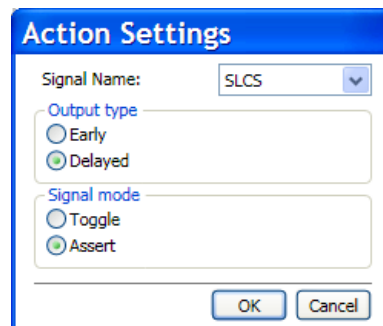 Action Settings
Signal Name: SLCS
Output type
Early
Delayed
Signal mode
Toggle
Assert
OK Cancel